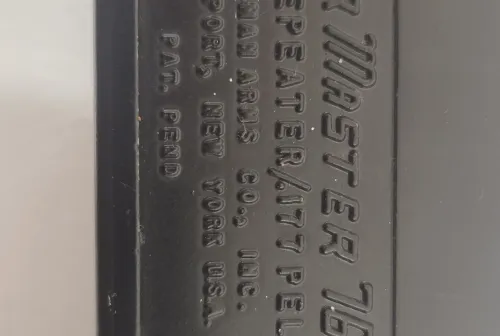 R MASTER 76
EPEATER/.177 PEL
MAN ARMS CO., INC.
PORT, NEW YORK U.S.A.
PAT. PEND